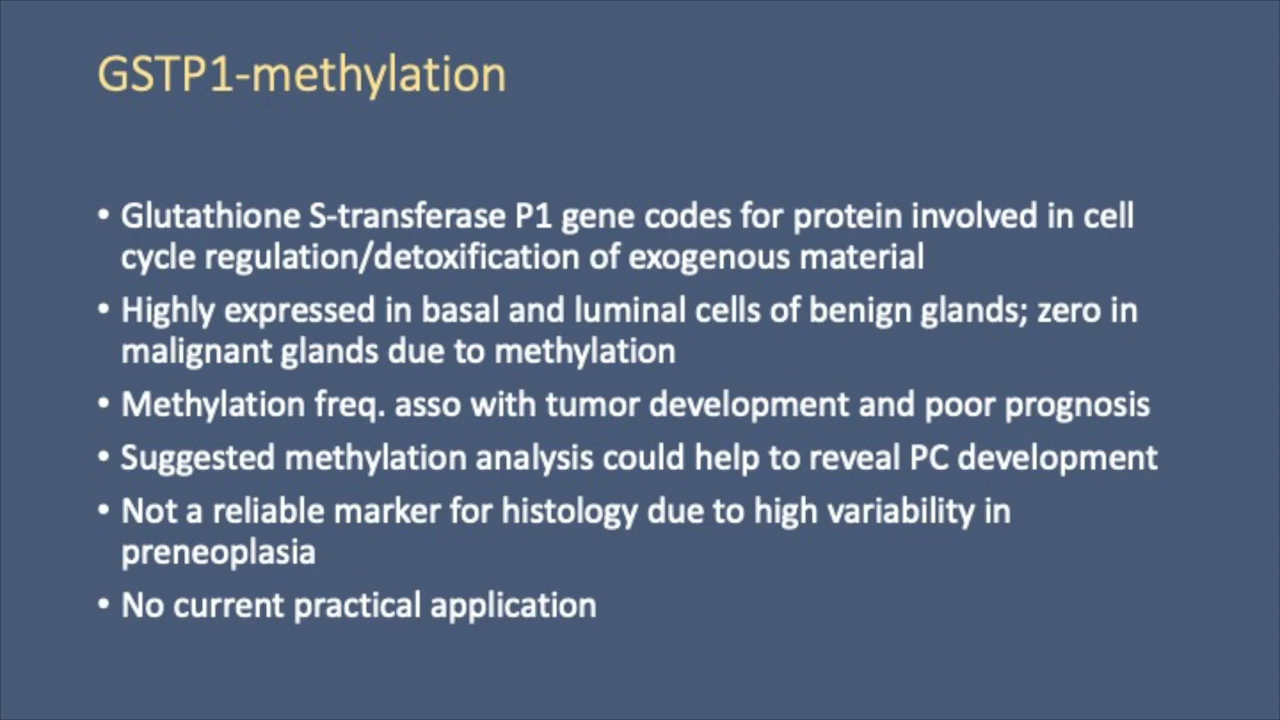 GSTP1-methylation
• Glutathione S-transferase P1 gene codes for protein involved in cell
cycle regulation/detoxification of exogenous material
• Highly expressed in basal and luminal cells of benign glands; zero in
malignant glands due to methylation
• Methylation freq. asso with tumor development and poor prognosis
• Suggested methylation analysis could help to reveal PC development
• Not a reliable marker for histology due to high variability in
preneoplasia
• No current practical application